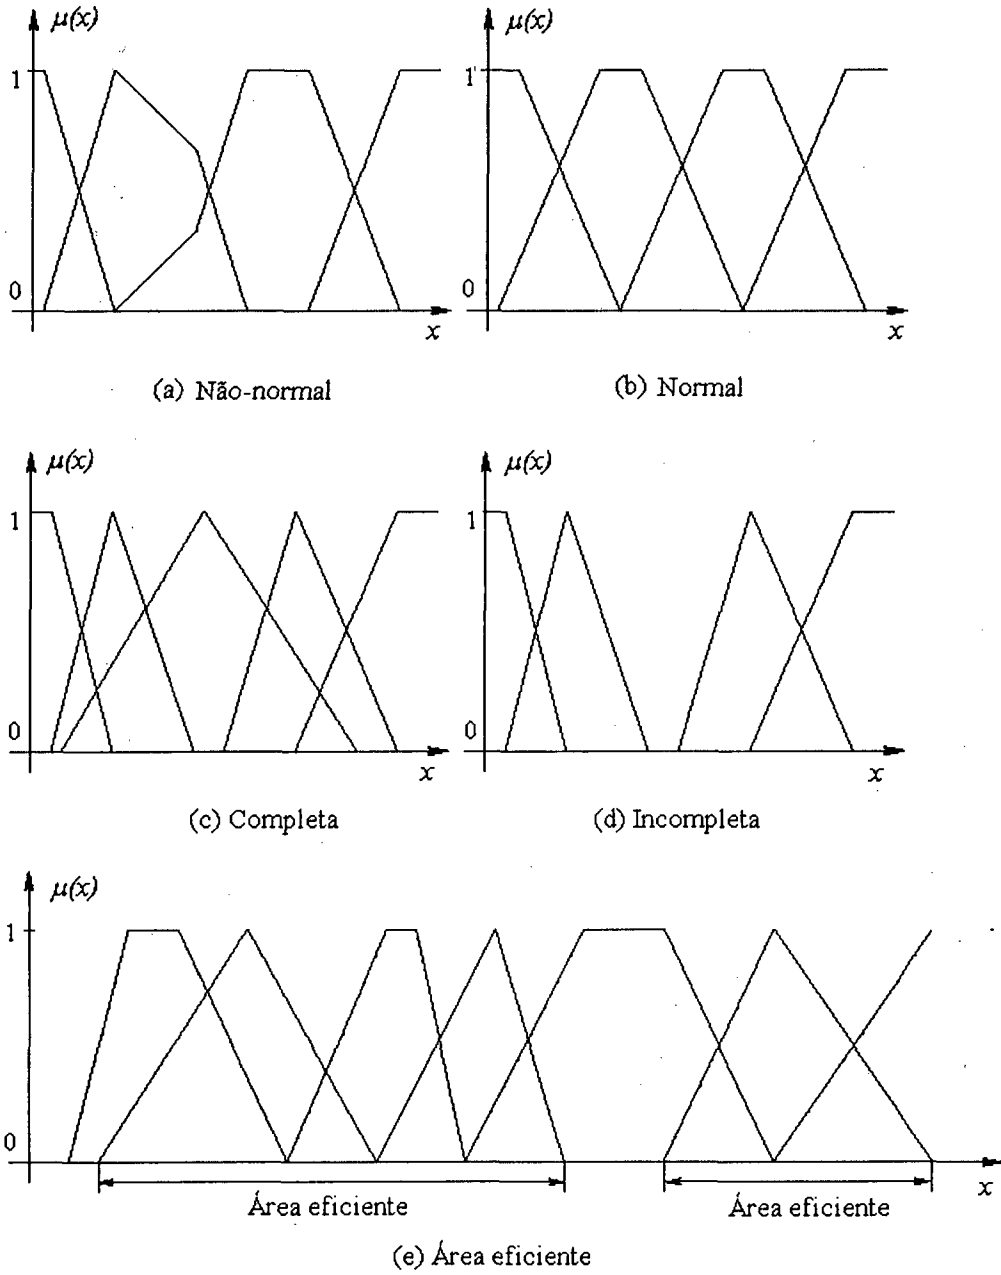 μ(x)
1
0
x
(a) Não-normal
μ(x)
1
0
x
(b) Normal
μ(x)
1
0
x
(c) Completa
μ(x)
1
0
x
(d) Incompleta
μ(x)
1
0
x
Área eficiente
Área eficiente
(e) Área eficiente